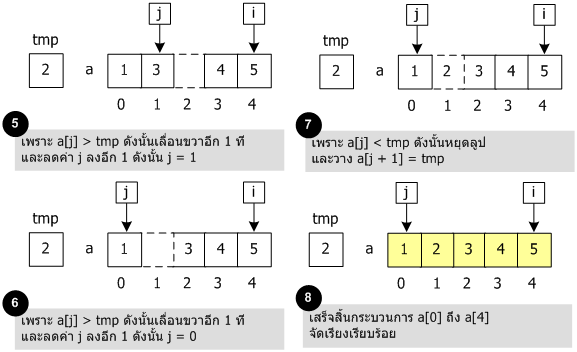 j
i
tmp
2
a
1
3
4
5
0
1
2
3
4
5
เพราะ a[j] > tmp ดังนั้นเลื่อนขวาอีก 1 ที
และลดค่า j ลงอีก 1 ดังนั้น j = 1
j
i
tmp
2
a
1
3
4
5
0
1
2
3
4
6
เพราะ a[j] > tmp ดังนั้นเลื่อนขวาอีก 1 ที
และลดค่า j ลงอีก 1 ดังนั้น j = 0
j
i
tmp
2
a
1
2
3
4
5
0
1
2
3
4
7
เพราะ a[j] < tmp ดังนั้นหยุดลูป
และวาง a[j + 1] = tmp
j
i
tmp
2
a
1
2
3
4
5
0
1
2
3
4
8
เสร็จสิ้นกระบวนการ a[0] ถึง a[4]
จัดเรียงเรียบร้อย